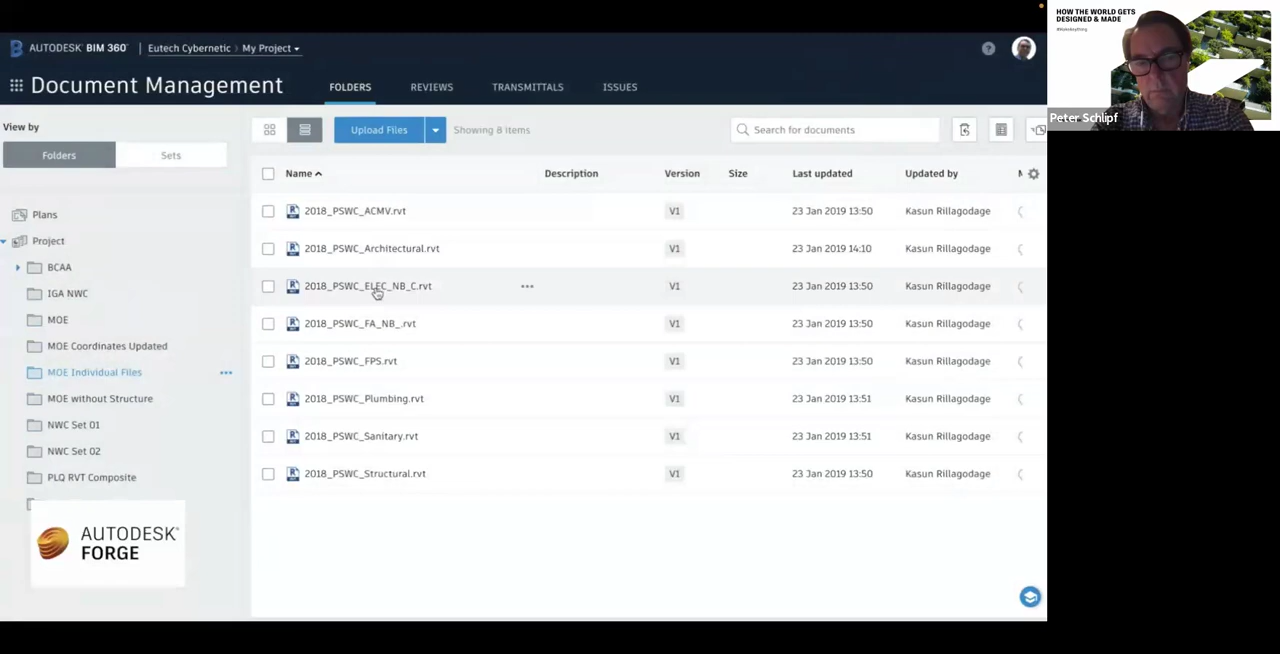 AUTODESK® BIM 360®
Eutech Cybernetic > My Project
Document Management
FOLDERS
REVIEWS
TRANSMITTALS
ISSUES
View by
Folders
Sets
Plans
Project
BCAA
IGA NWC
MOE
MOE Coordinates Updated
MOE Individual Files
MOE without Structure
NWC Set 01
NWC Set 02
PLQ RVT Composite
AUTODESK®
FORGE
Upload Files
Showing 8 items
Search for documents
Name Description Version Size Last updated Updated by
2018_PSWC_ACMV.rvt V1 23 Jan 2019 13:50 Kasun Rillagodage
2018_PSWC_Architectural.rvt V1 23 Jan 2019 14:10 Kasun Rillagodage
2018_PSWC_ELEC_NB_C.rvt ••• V1 23 Jan 2019 13:50 Kasun Rillagodage
2018_PSWC_FA_NB_.rvt V1 23 Jan 2019 13:50 Kasun Rillagodage
2018_PSWC_FPS.rvt V1 23 Jan 2019 13:50 Kasun Rillagodage
2018_PSWC_Plumbing.rvt V1 23 Jan 2019 13:51 Kasun Rillagodage
2018_PSWC_Sanitary.rvt V1 23 Jan 2019 13:51 Kasun Rillagodage
2018_PSWC_Structural.rvt V1 23 Jan 2019 13:50 Kasun Rillagodage
HOW THE WORLD GETS
DESIGNED & MADE
#MakeAnything
Peter Schlipf